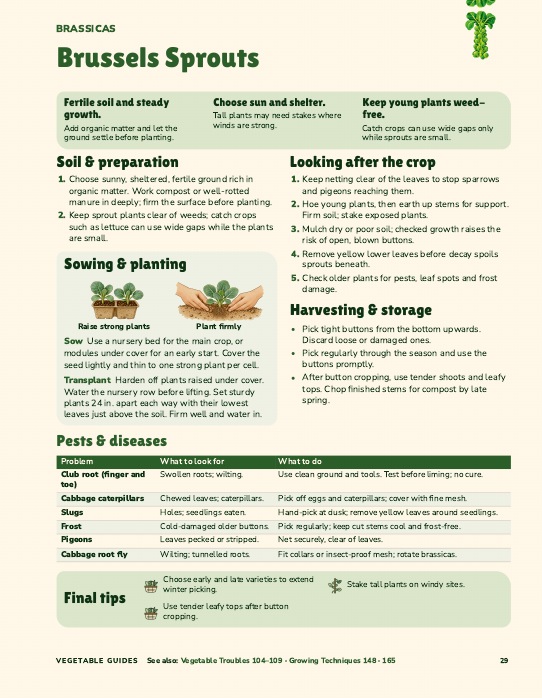 BRASSICAS
Brussels Sprouts
Fertile soil and steady
growth.
Add organic matter and let the
ground settle before planting.
Choose sun and shelter.
Tall plants may need stakes where
winds are strong.
Keep young plants weed-
free.
Catch crops can use wide gaps only
while sprouts are small.
Soil & preparation
1. Choose sunny, sheltered, fertile ground rich in
organic matter. Work compost or well-rotted
manure in deeply; firm the surface before planting.
2. Keep sprout plants clear of weeds; catch crops
such as lettuce can use wide gaps while the plants
are small.
Sowing & planting
Raise strong plants
Plant firmly
Sow Use a nursery bed for the main crop, or
modules under cover for an early start. Cover the
seed lightly and thin to one strong plant per cell.
Transplant Harden off plants raised under cover.
Water the nursery row before lifting. Set sturdy
plants 24 in. apart each way with their lowest
leaves just above the soil. Firm well and water in.
Looking after the crop
1. Keep netting clear of the leaves to stop sparrows
and pigeons reaching them.
2. Hoe young plants, then earth up stems for support.
Firm soil; stake exposed plants.
3. Mulch dry or poor soil; checked growth raises the
risk of open, blown buttons.
4. Remove yellow lower leaves before decay spoils
sprouts beneath.
5. Check older plants for pests, leaf spots and frost
damage.
Harvesting & storage
• Pick tight buttons from the bottom upwards.
Discard loose or damaged ones.
• Pick regularly through the season and use the
buttons promptly.
• After button cropping, use tender shoots and leafy
tops. Chop finished stems for compost by late
spring.
Pests & diseases
Problem What to look for What to do
Club root (finger and
toe) Swollen roots; wilting. Use clean ground and tools. Test before liming; no cure.
Cabbage caterpillars Chewed leaves; caterpillars. Pick off eggs and caterpillars; cover with fine mesh.
Slugs Holes; seedlings eaten. Hand-pick at dusk; remove yellow leaves around seedlings.
Frost Cold-damaged older buttons. Pick regularly; keep cut stems cool and frost-free.
Pigeons Leaves pecked or stripped. Net securely, clear of leaves.
Cabbage root fly Wilting; tunnelled roots. Fit collars or insect-proof mesh; rotate brassicas.
Final tips
Choose early and late varieties to extend
winter picking.
Use tender leafy tops after button
cropping.
Stake tall plants on windy sites.
VEGETABLE GUIDES See also: Vegetable Troubles 104–109 · Growing Techniques 148 - 165 29